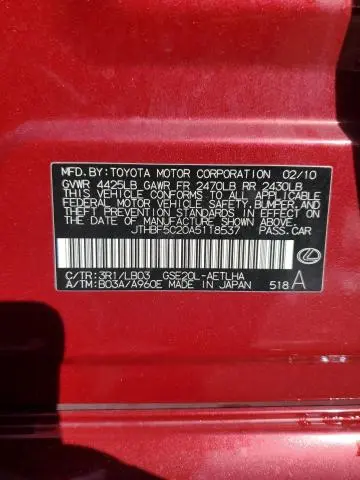 MFD.BY:TOYOTA MOTOR CORPORATION 02/10
GVWR 4425LB GAWR FR 2470LB RR 2430LB
THIS VEHICLE CONFORMS TO ALL APPLICABLE
FEDERAL MOTOR VEHICLE SAFETY,BUMPER,AND
THEFT PREVENTION STANDARDS IN EFFECT ON
THE DATE OF MANUFACTURE SHOWN ABOVE.
JTHBF5C20A5118537 PASS.CAR
C/TR:3R1/LB03 GSE20L-AETLHA
A/TM:B03A/A960E MADE IN JAPAN 518 A